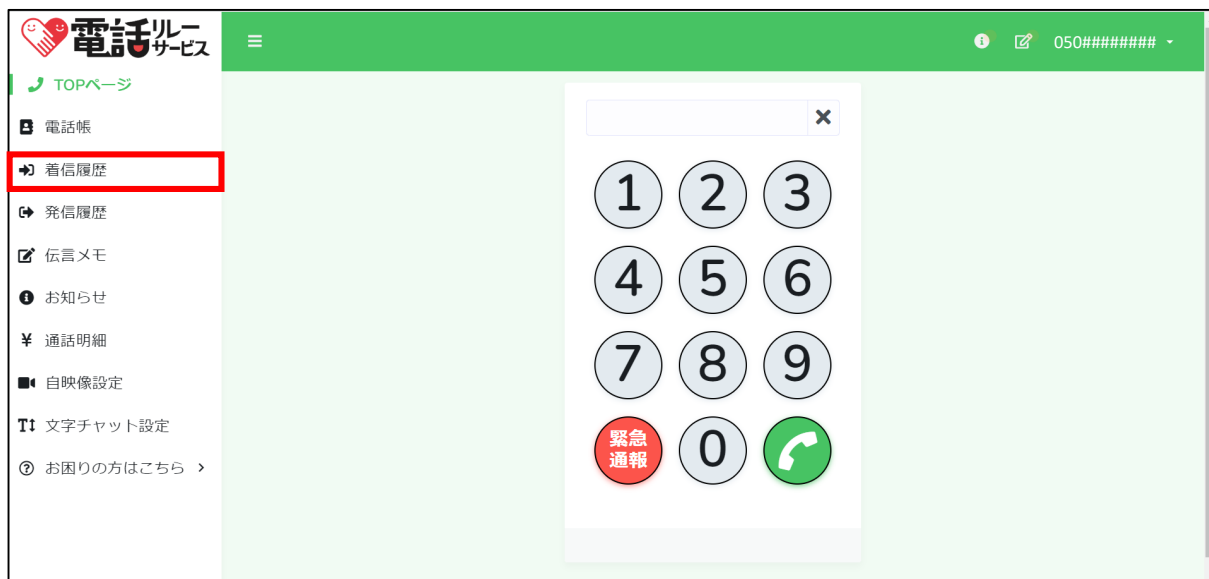 電話リレーサービス
050########
TOPページ
電話帳
着信履歴
発信履歴
伝言メモ
お知らせ
通話明細
自映像設定
文字チャット設定
お困りの方はこちら
1 2 3
4 5 6
7 8 9
緊急通報 0